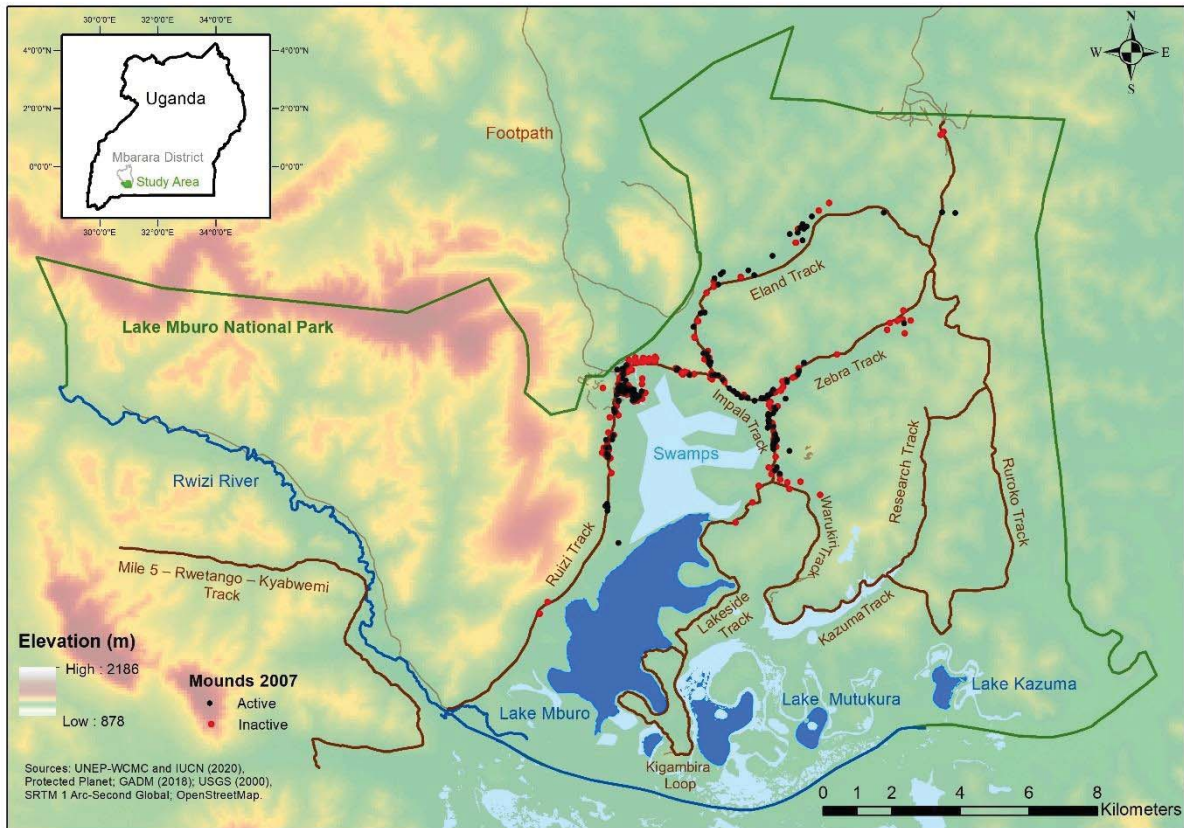 30°0'0"E 32°0'0"E 34°0'0"E
4°0'0"N
2°0'0"N
0°0'0"
4°0'0"N
2°0'0"N
0°0'0"
30°0'0"E 32°0'0"E 34°0'0"E
Uganda
Mbarara District
Study Area
N
W
E
S
Footpath
Eland Track
Lake Mburo National Park
Zebra Track
Impala Track
Swamps
Rwizi River
Research Track
Ruroko Track
Warukiri Track
Ruizi Track
Mile 5 – Rwetango – Kyabwemi
Track
Lakeside
Track
Kazuma Track
Elevation (m)
High : 2186
Low : 878
Mounds 2007
Active
Inactive
Lake Mburo
Lake Mutukura
Lake Kazuma
Kigambira
Loop
Sources: UNEP-WCMC and IUCN (2020),
Protected Planet; GADM (2018); USGS (2000),
SRTM 1 Arc-Second Global; OpenStreetMap.
0 1 2 4 6 8
Kilometers